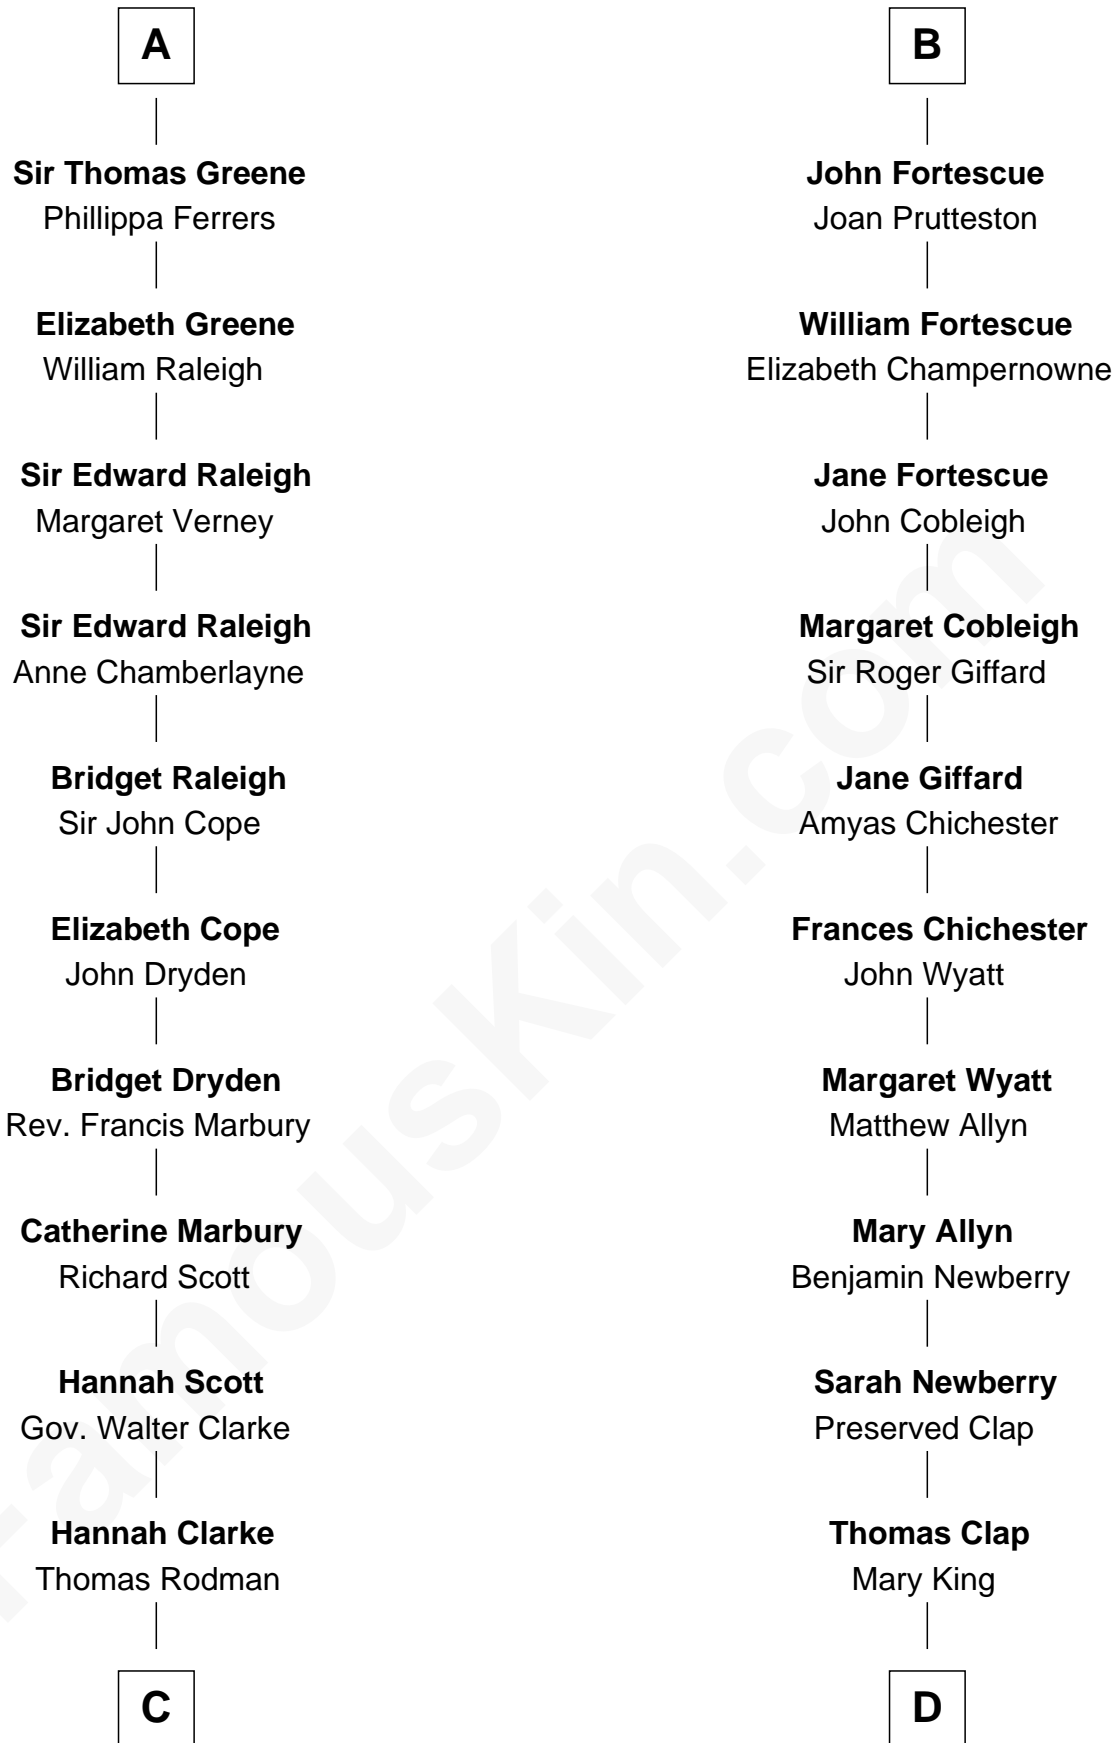 A
Sir Thomas Greene
Phillippa Ferrers
Elizabeth Greene
William Raleigh
Sir Edward Raleigh
Margaret Verney
Sir Edward Raleigh
Anne Chamberlayne
Bridget Raleigh
Sir John Cope
Elizabeth Cope
John Dryden
Bridget Dryden
Rev. Francis Marbury
Catherine Marbury
Richard Scott
Hannah Scott
Gov. Walter Clarke
Hannah Clarke
Thomas Rodman
C
B
John Fortescue
Joan Prutteston
William Fortescue
Elizabeth Champernowne
Jane Fortescue
John Cobleigh
Margaret Cobleigh
Sir Roger Giffard
Jane Giffard
Amyas Chichester
Frances Chichester
John Wyatt
Margaret Wyatt
Matthew Allyn
Mary Allyn
Benjamin Newberry
Sarah Newberry
Preserved Clap
Thomas Clap
Mary King
D
FamousKin.com